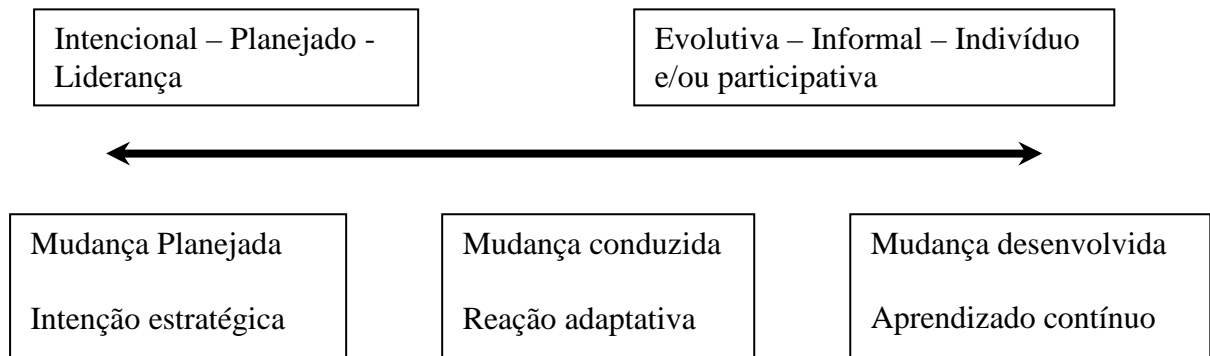 Intencional – Planejado -
Liderança
Evolutiva – Informal – Indivíduo
e/ou participativa
Mudança Planejada
Intenção estratégica
Mudança conduzida
Reação adaptativa
Mudança desenvolvida
Aprendizado contínuo